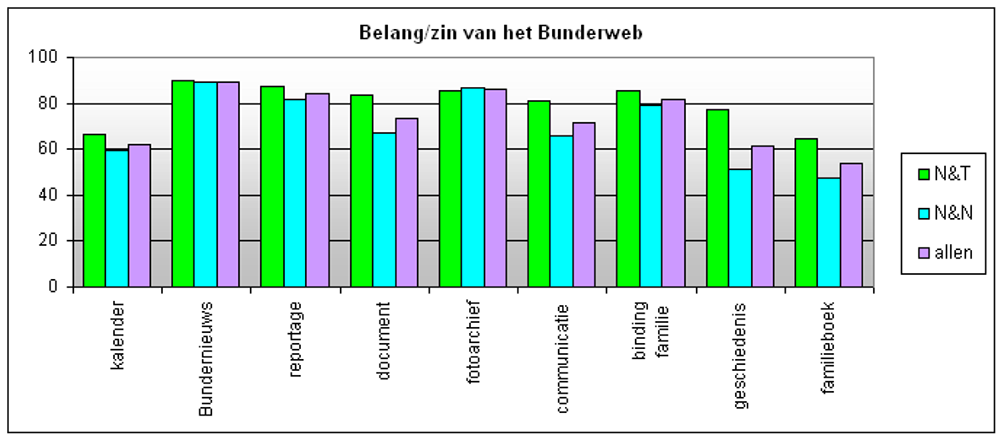 Belang/zin van het Bunderweb
100
80
60
40
20
0
kalender
Bundernieuws
reportage
document
fotoarchief
communicatie
binding
familie
geschiedenis
familieboek
N&T
N&N
allen